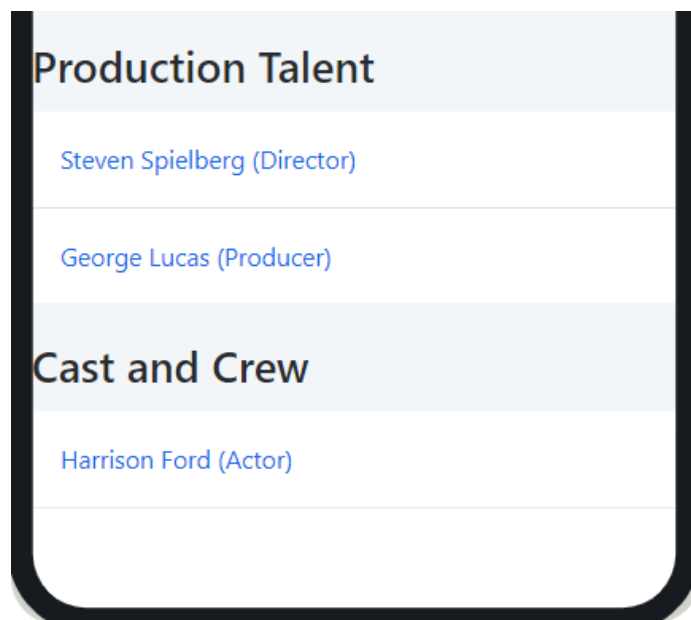 Production Talent
Steven Spielberg (Director)
George Lucas (Producer)
Cast and Crew
Harrison Ford (Actor)